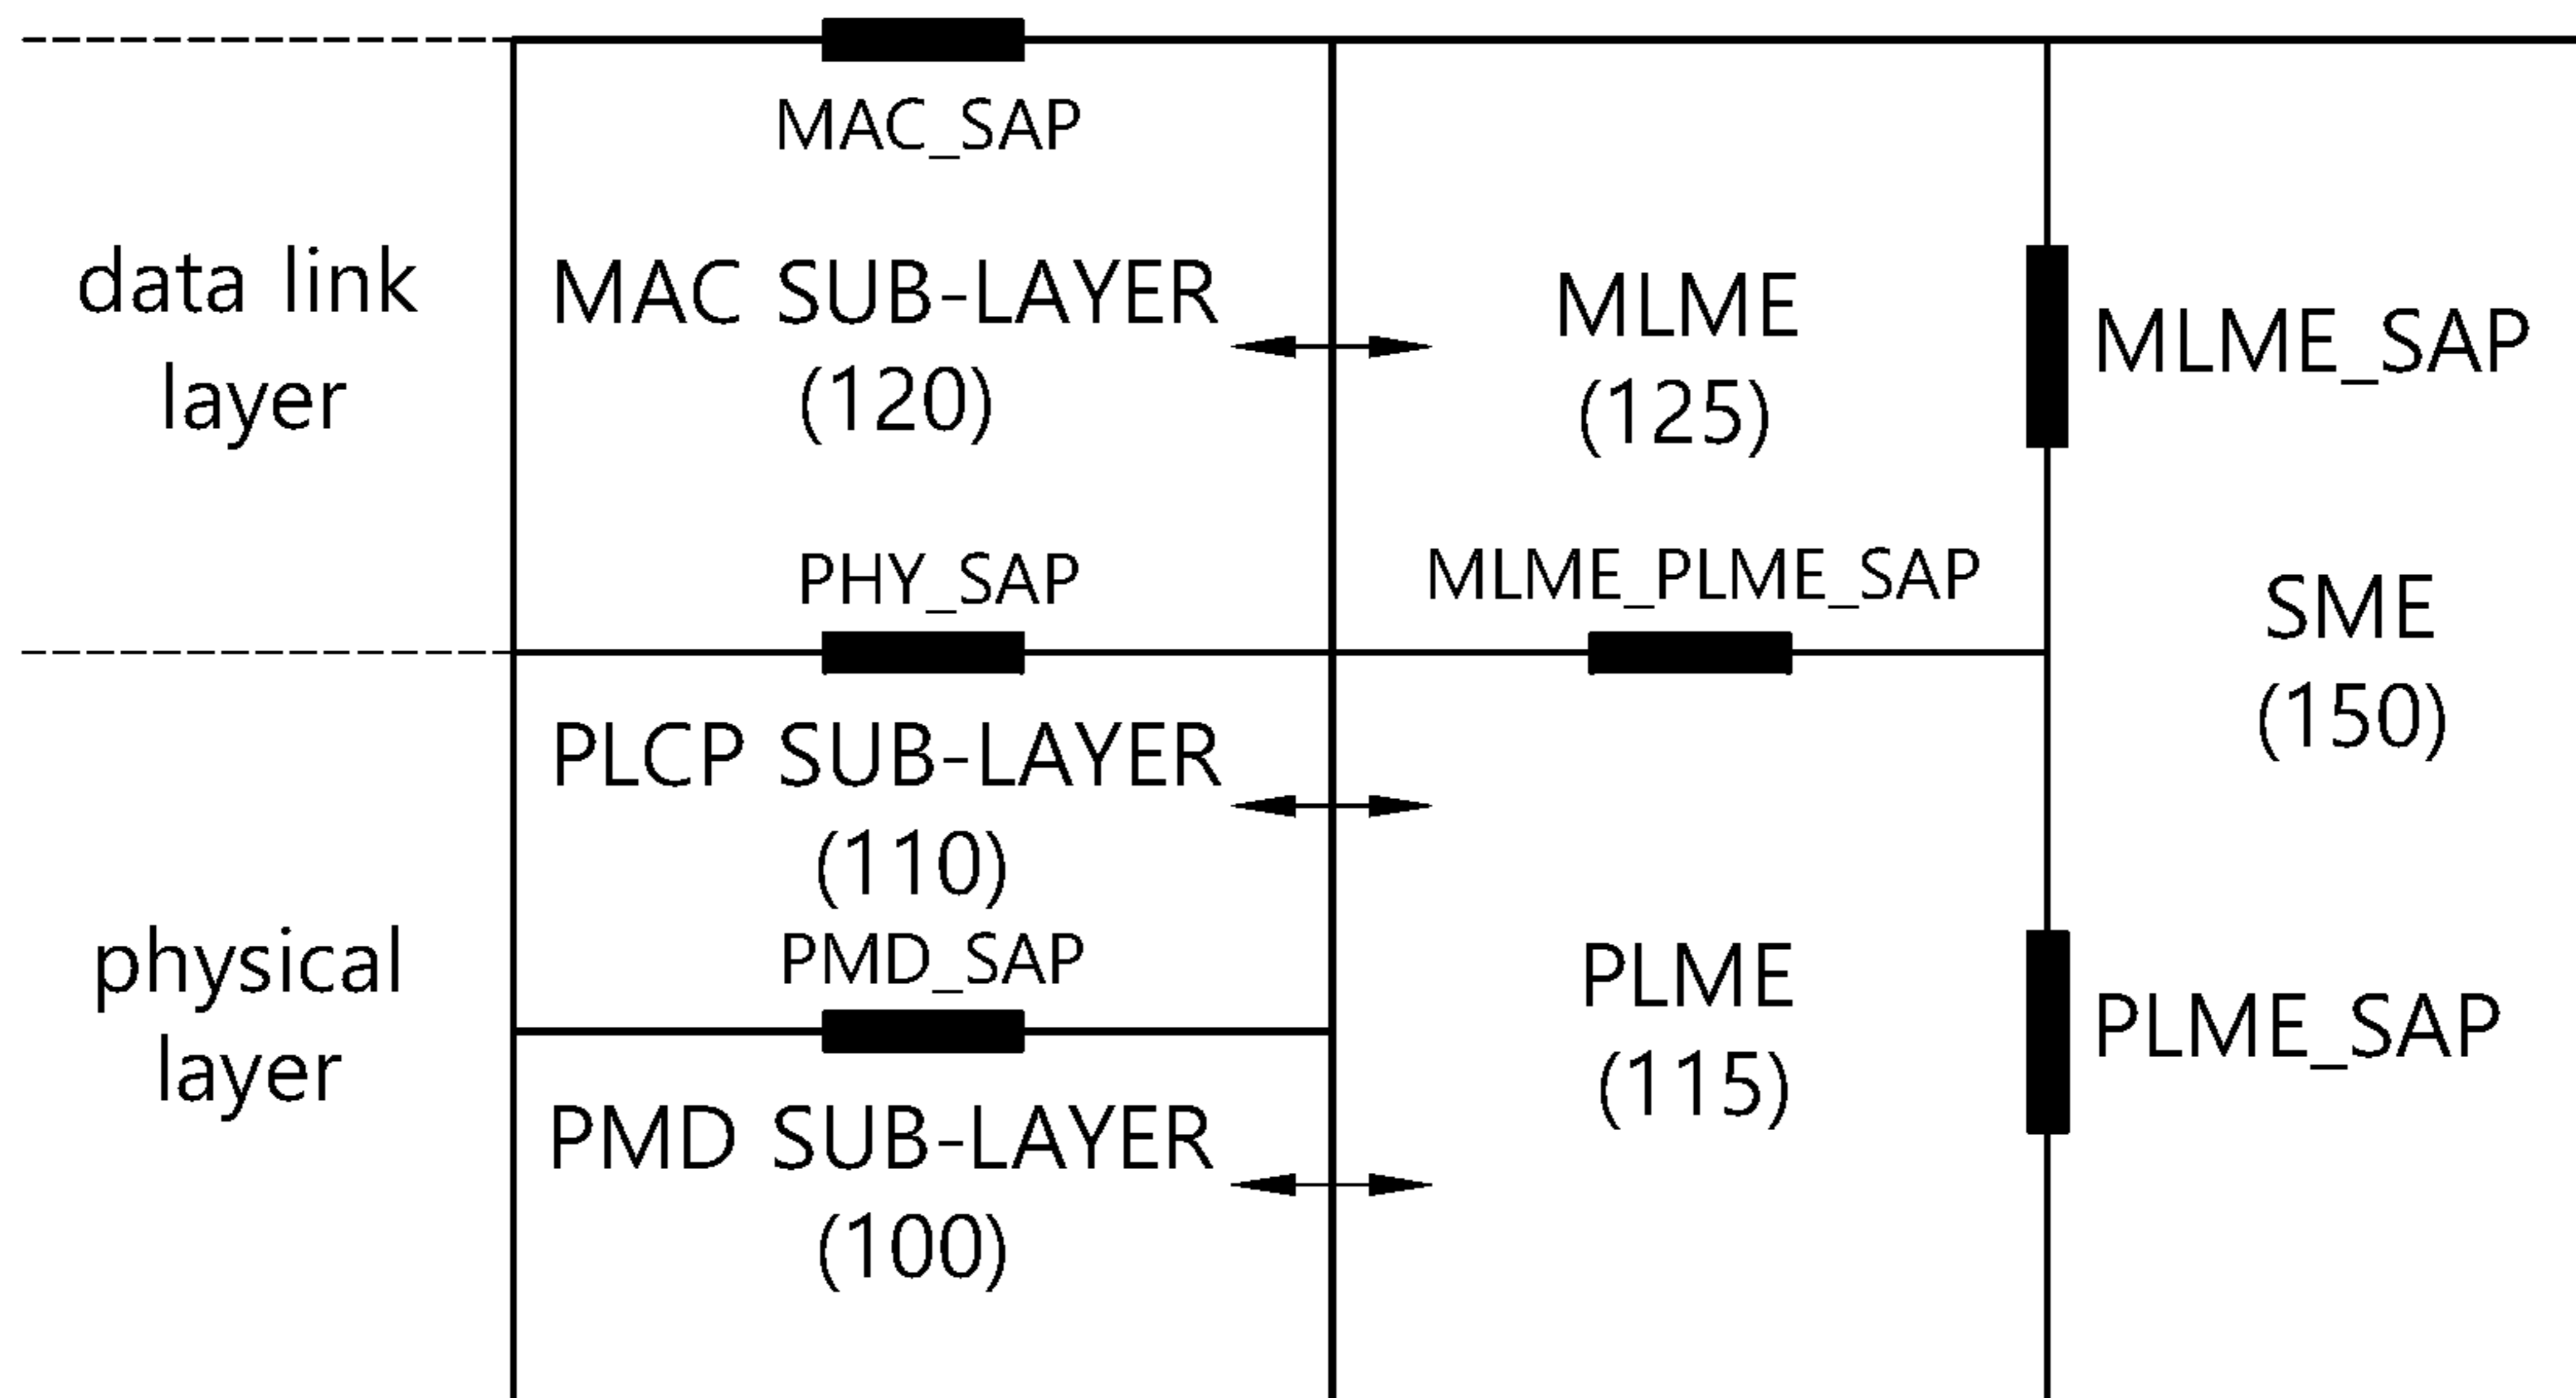 MAC_SAP
data link
layer
MAC SUB-LAYER
(120)
MLME
(125)
MLME_SAP
PHY_SAP
MLME_PLME_SAP
SME
(150)
PLCP SUB-LAYER
(110)
PMD_SAP
physical
layer
PLME
(115)
PLME_SAP
PMD SUB-LAYER
(100)